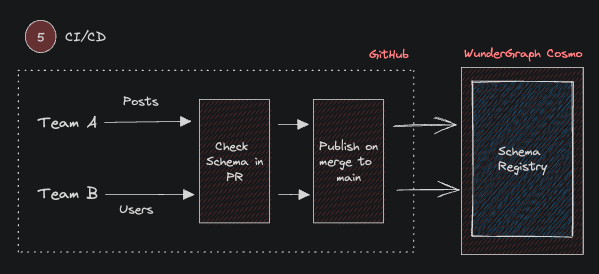 5 CI/CD
GitHub
WunderGraph Cosmo
Posts
Team A
Check
Schema in
PR
Publish on
merge to
main
Schema
Registry
Team B
Users